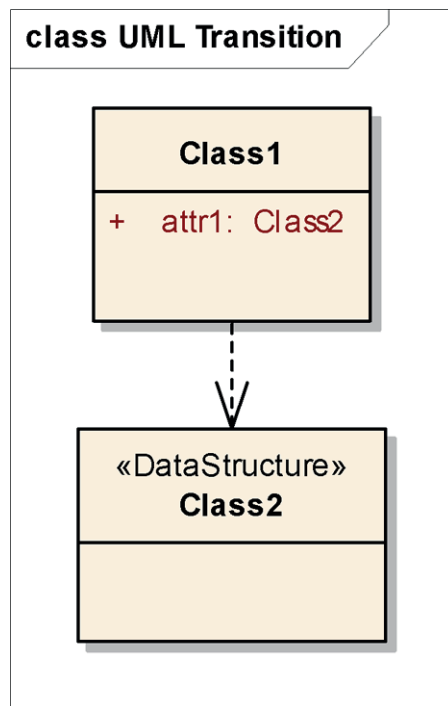 class UML Transition
Class1
+ attr1: Class2
«DataStructure»
Class2